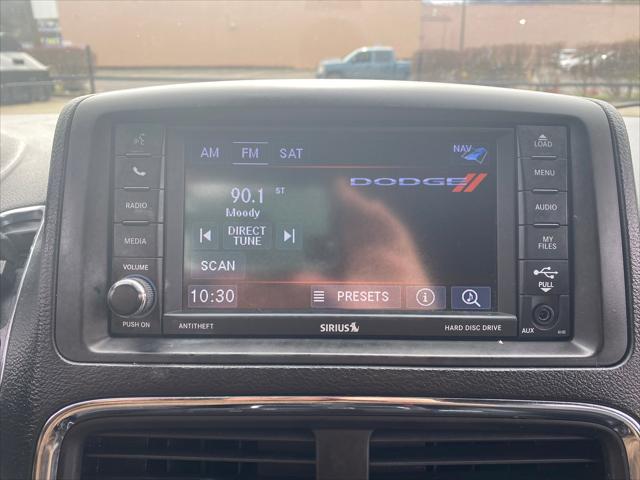 AM FM SAT NAV
DODGE
90.1 ST
Moody
DIRECT
TUNE
SCAN
10:30 PRESETS
RADIO
MEDIA
VOLUME
PUSH ON
LOAD
MENU
AUDIO
MY
FILES
PULL
AUX
ANTITHEFT SIRIUS HARD DISC DRIVE